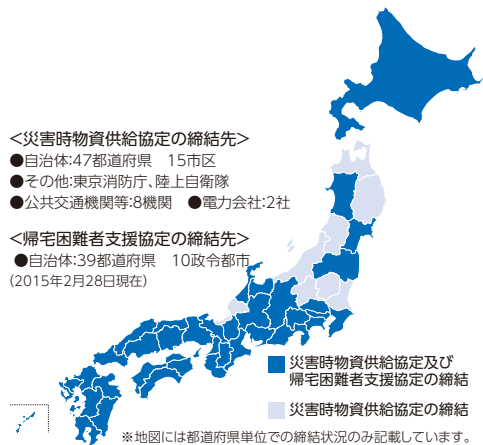 <災害時物資供給協定の締結先>
●自治体:47都道府県　15市区
●その他:東京消防庁、陸上自衛隊
●公共交通機関等:8機関　●電力会社:2社
<帰宅困難者支援協定の締結先>
●自治体:39都道府県　10政令都市
(2015年2月28日現在)
災害時物資供給協定及び
帰宅困難者支援協定の締結
災害時物資供給協定の締結
※地図には都道府県単位での締結状況のみ記載しています。